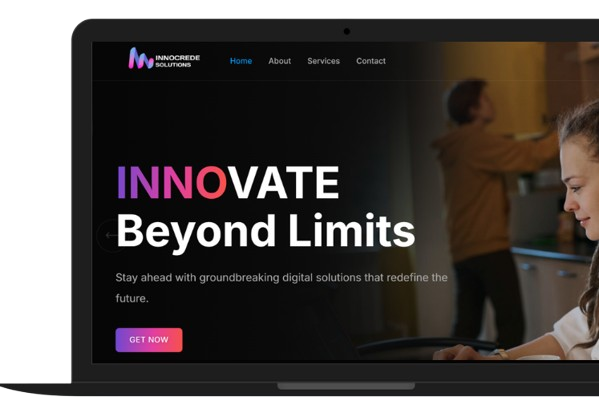 INNOCREDE
SOLUTIONS
Home About Services Contact
INNOVATE
Beyond Limits
Stay ahead with groundbreaking digital solutions that redefine the
future.
GET NOW